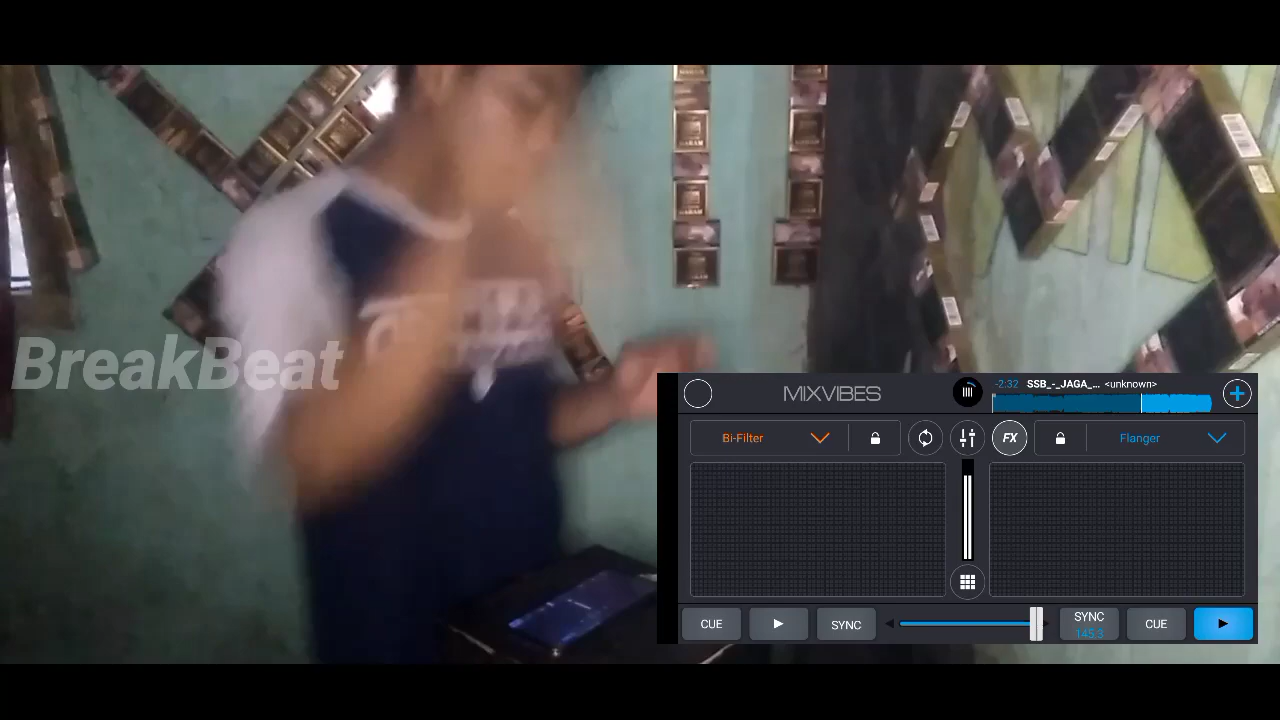 BreakBeat
MIXVIBES
-2:32 SSB_-_JAGA_... <unknown>
Bi-Filter
FX
Flanger
CUE
SYNC
SYNC
145.3
CUE